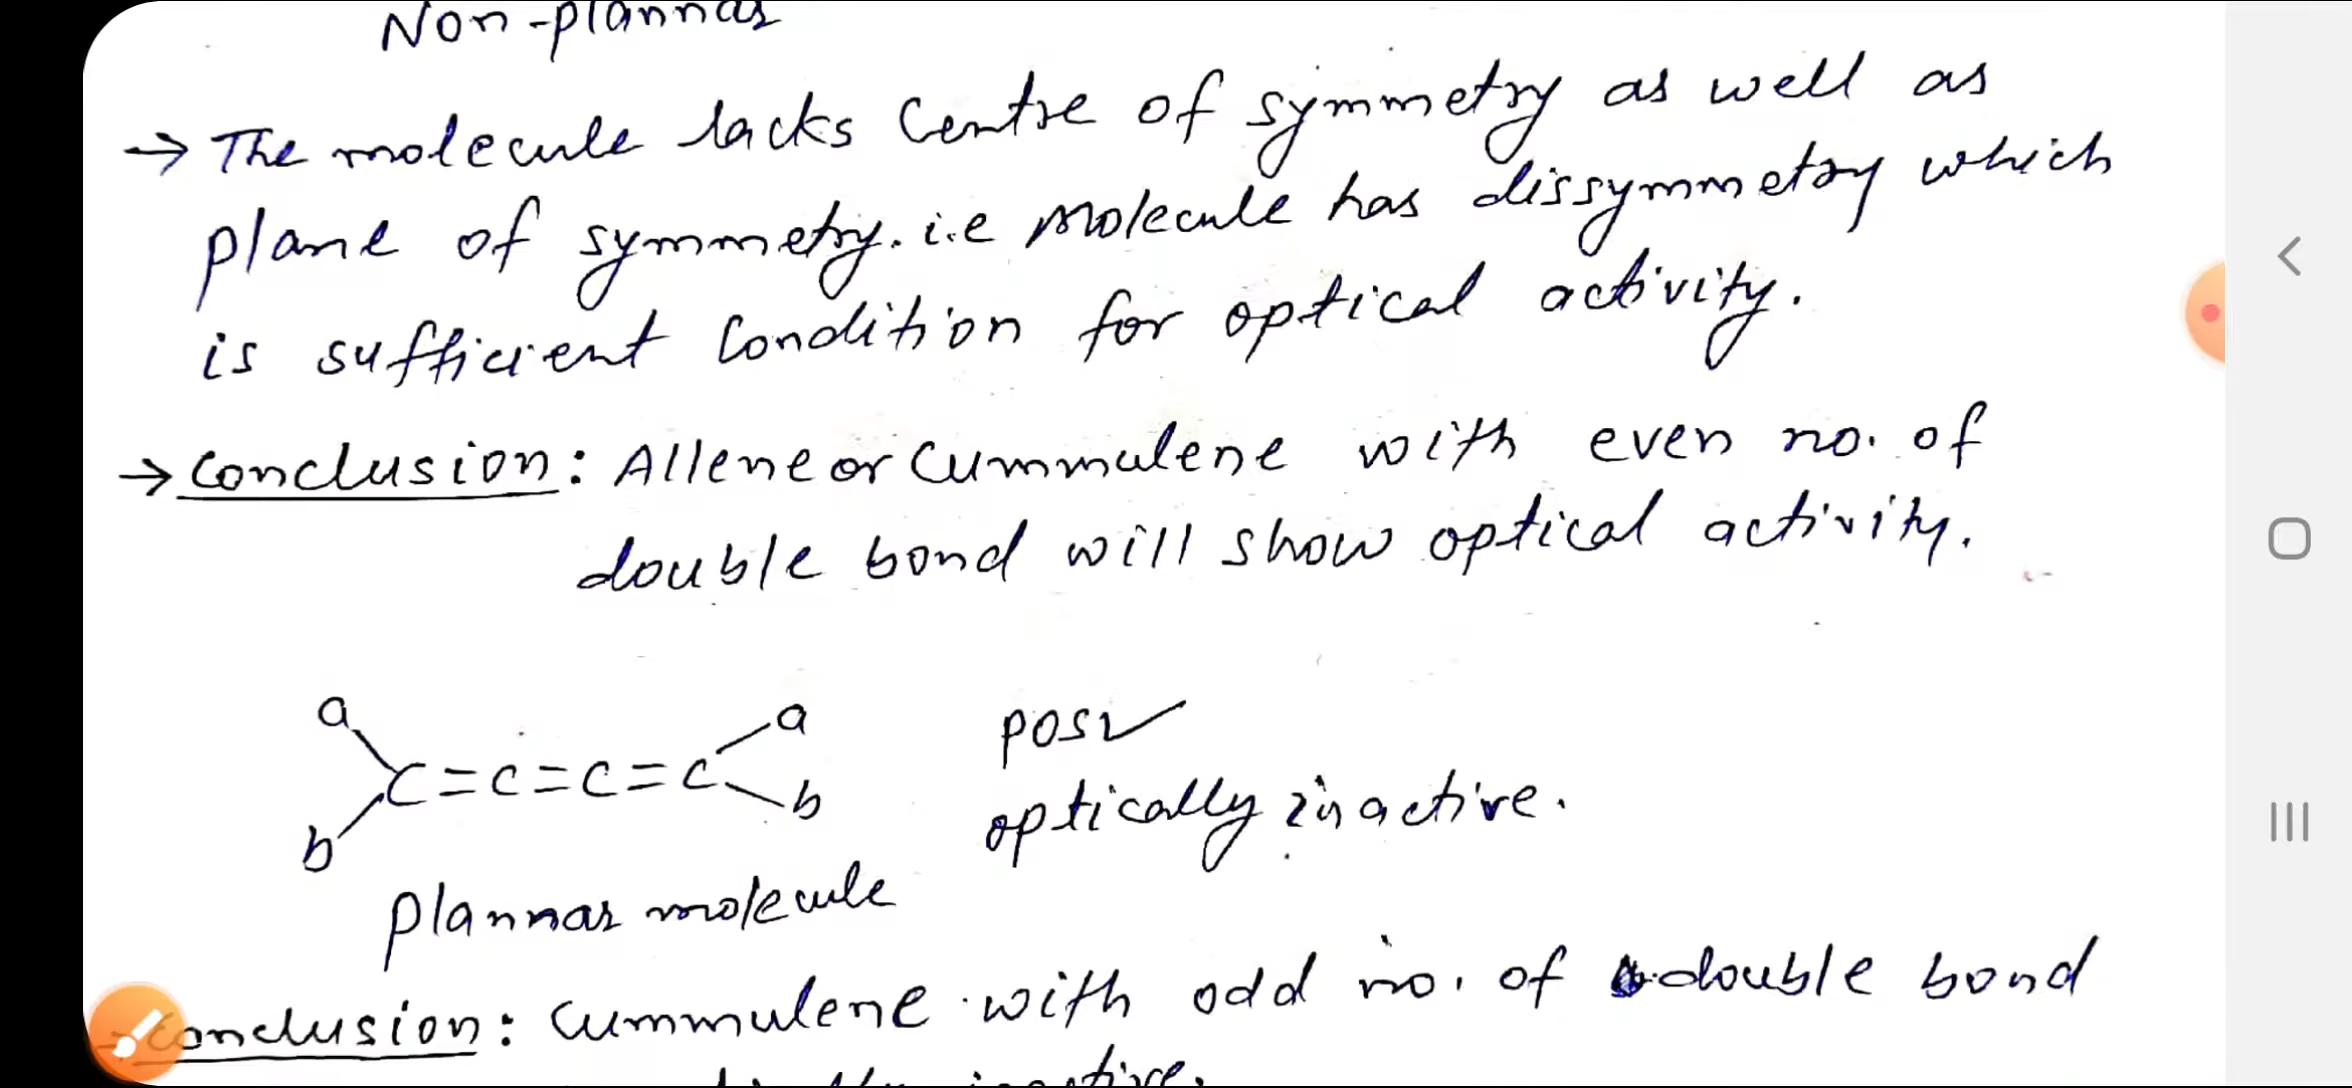 Non-plannar
→ The molecule lacks Centre of symmetry as well as
plane of symmetry. i.e molecule has dissymmetry which
is sufficient Condition for optical activity.
→ Conclusion: Allene or Cummulene with even no. of
double bond will show optical activity.
a a POS✓
C=C=C=C
b b optically inactive.
plannar molecule
Conclusion: Cummulene with odd no. of double bond
inactive.